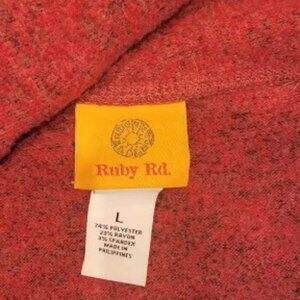 Ruby Rd.
L
74% POLYESTER
23% RAYON
3% SPANDEX
MADE IN
PHILIPPINES